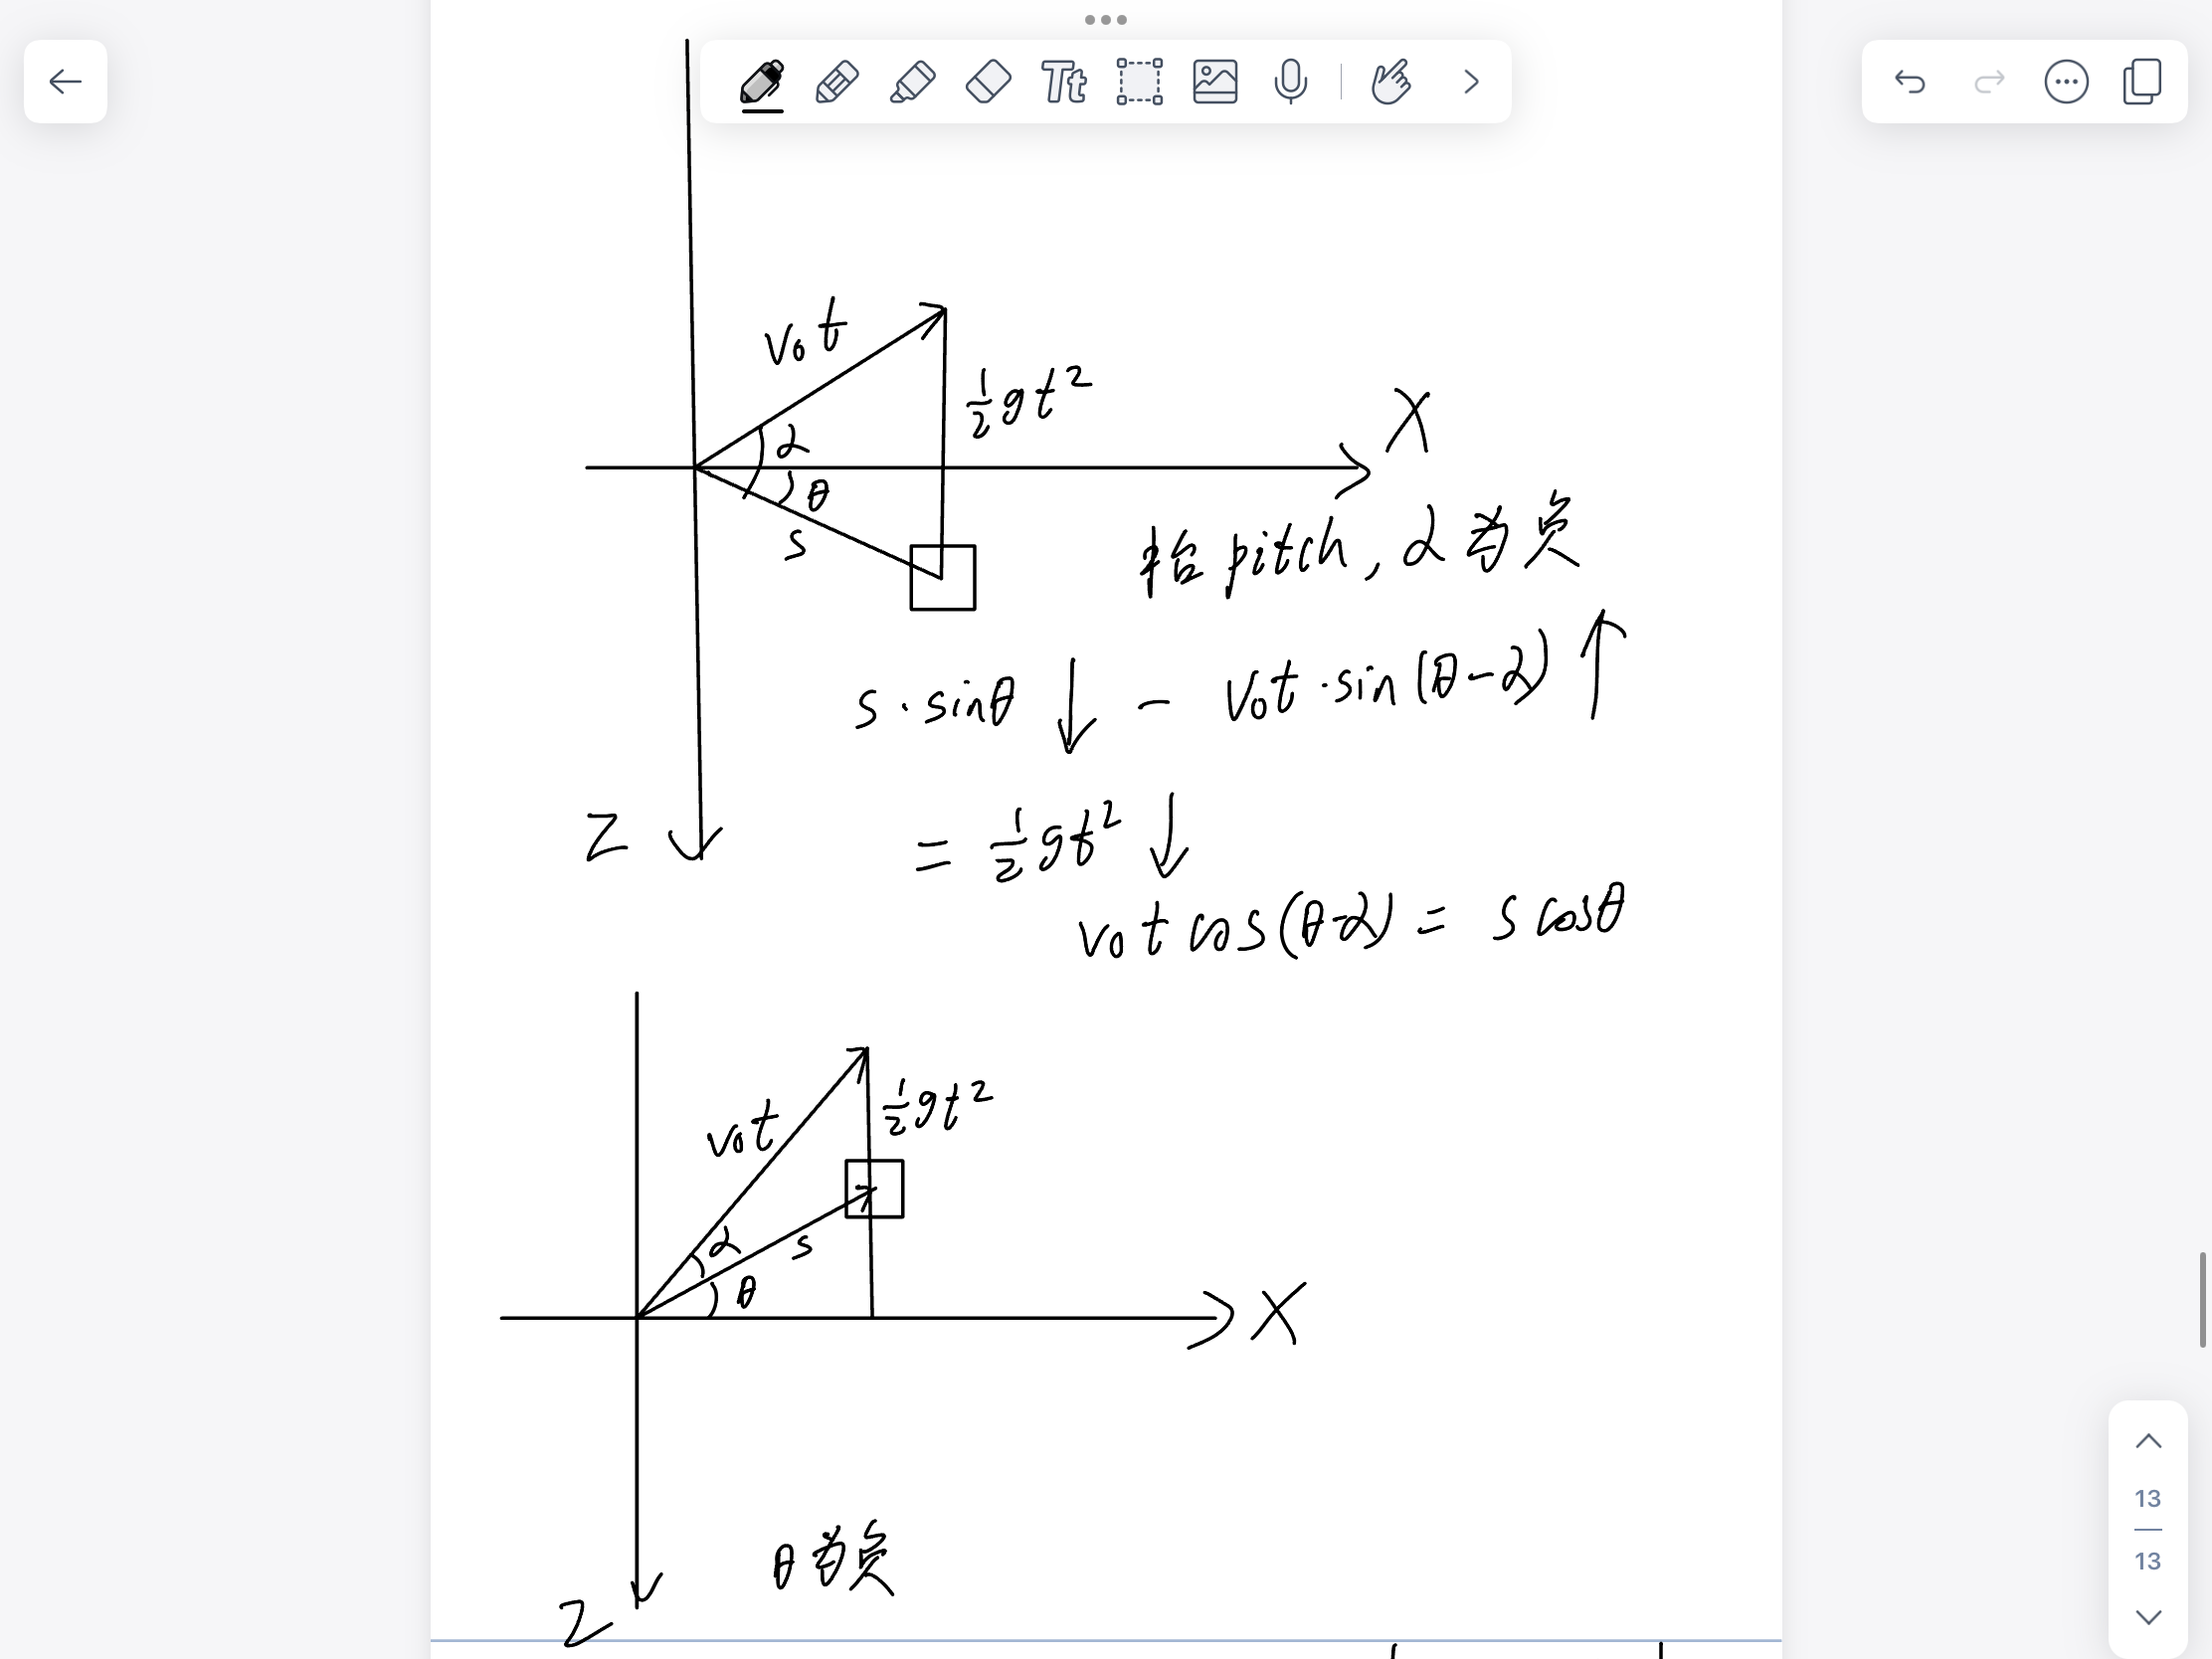 Tt
v₀t
½gt²
X
α
θ
s
抬pitch, α为负
s·sinθ ↓ - v₀t·sin(θ-α) ↑
Z
= ½gt² ↓
v₀t cos(θ-α) = s cosθ
½gt²
v₀t
α
s
θ
X
13
13
θ为负
Z